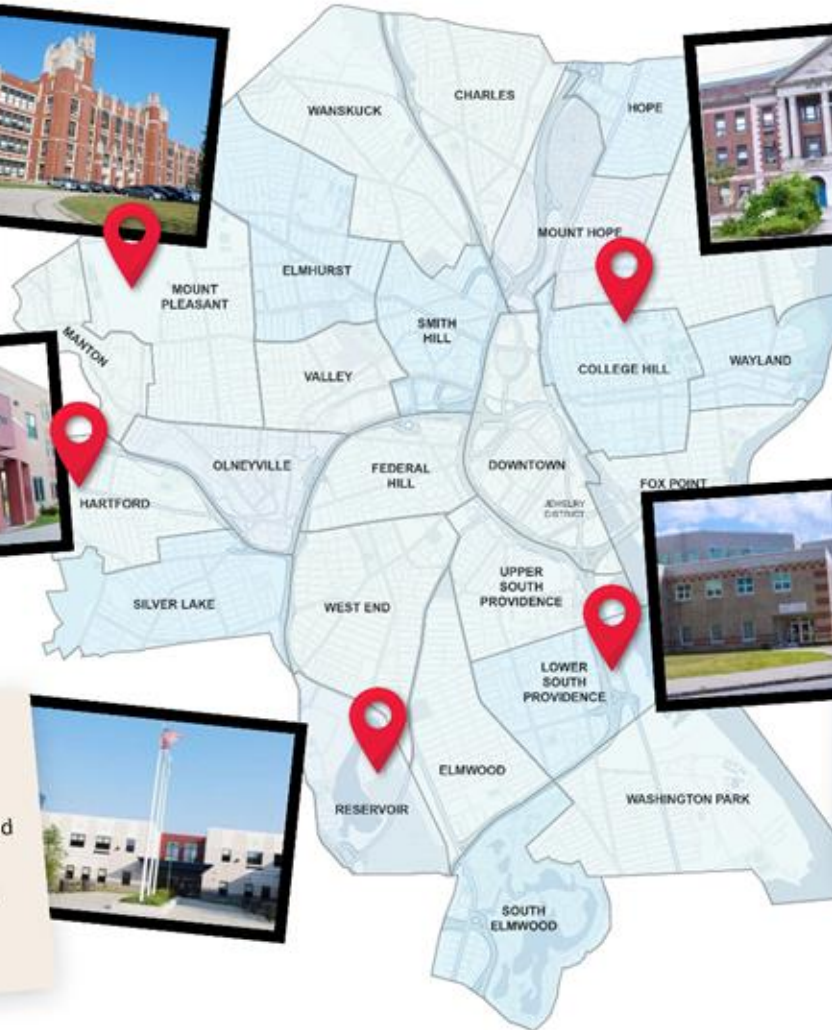 CHARLES
WANSKUCK
HOPE
MOUNT HOPE
ELMHURST
MOUNT
PLEASANT
SMITH
HILL
MANTON
VALLEY
COLLEGE HILL
WAYLAND
OLNEYVILLE
FEDERAL
HILL
DOWNTOWN
FOX POINT
HARTFORD
JEWELRY
DISTRICT
UPPER
SOUTH
PROVIDENCE
SILVER LAKE
WEST END
LOWER
SOUTH
PROVIDENCE
ELMWOOD
WASHINGTON PARK
RESERVOIR
d
SOUTH
ELMWOOD